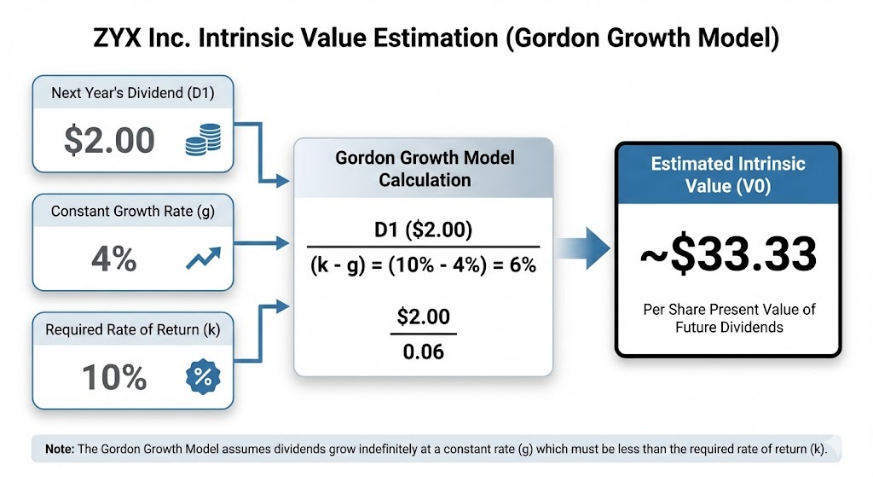 ZYX Inc. Intrinsic Value Estimation (Gordon Growth Model)
Next Year's Dividend (D1)
$2.00
Constant Growth Rate (g)
4%
Required Rate of Return (k)
10%
%
Gordon Growth Model
Calculation
D1 ($2.00)
(k - g) = (10% - 4%) = 6%
$2.00
0.06
Estimated Intrinsic
Value (V0)
~$33.33
Per Share Present Value of
Future Dividends
Note: The Gordon Growth Model assumes dividends grow indefinitely at a constant rate (g) which must be less than the required rate of return (k).